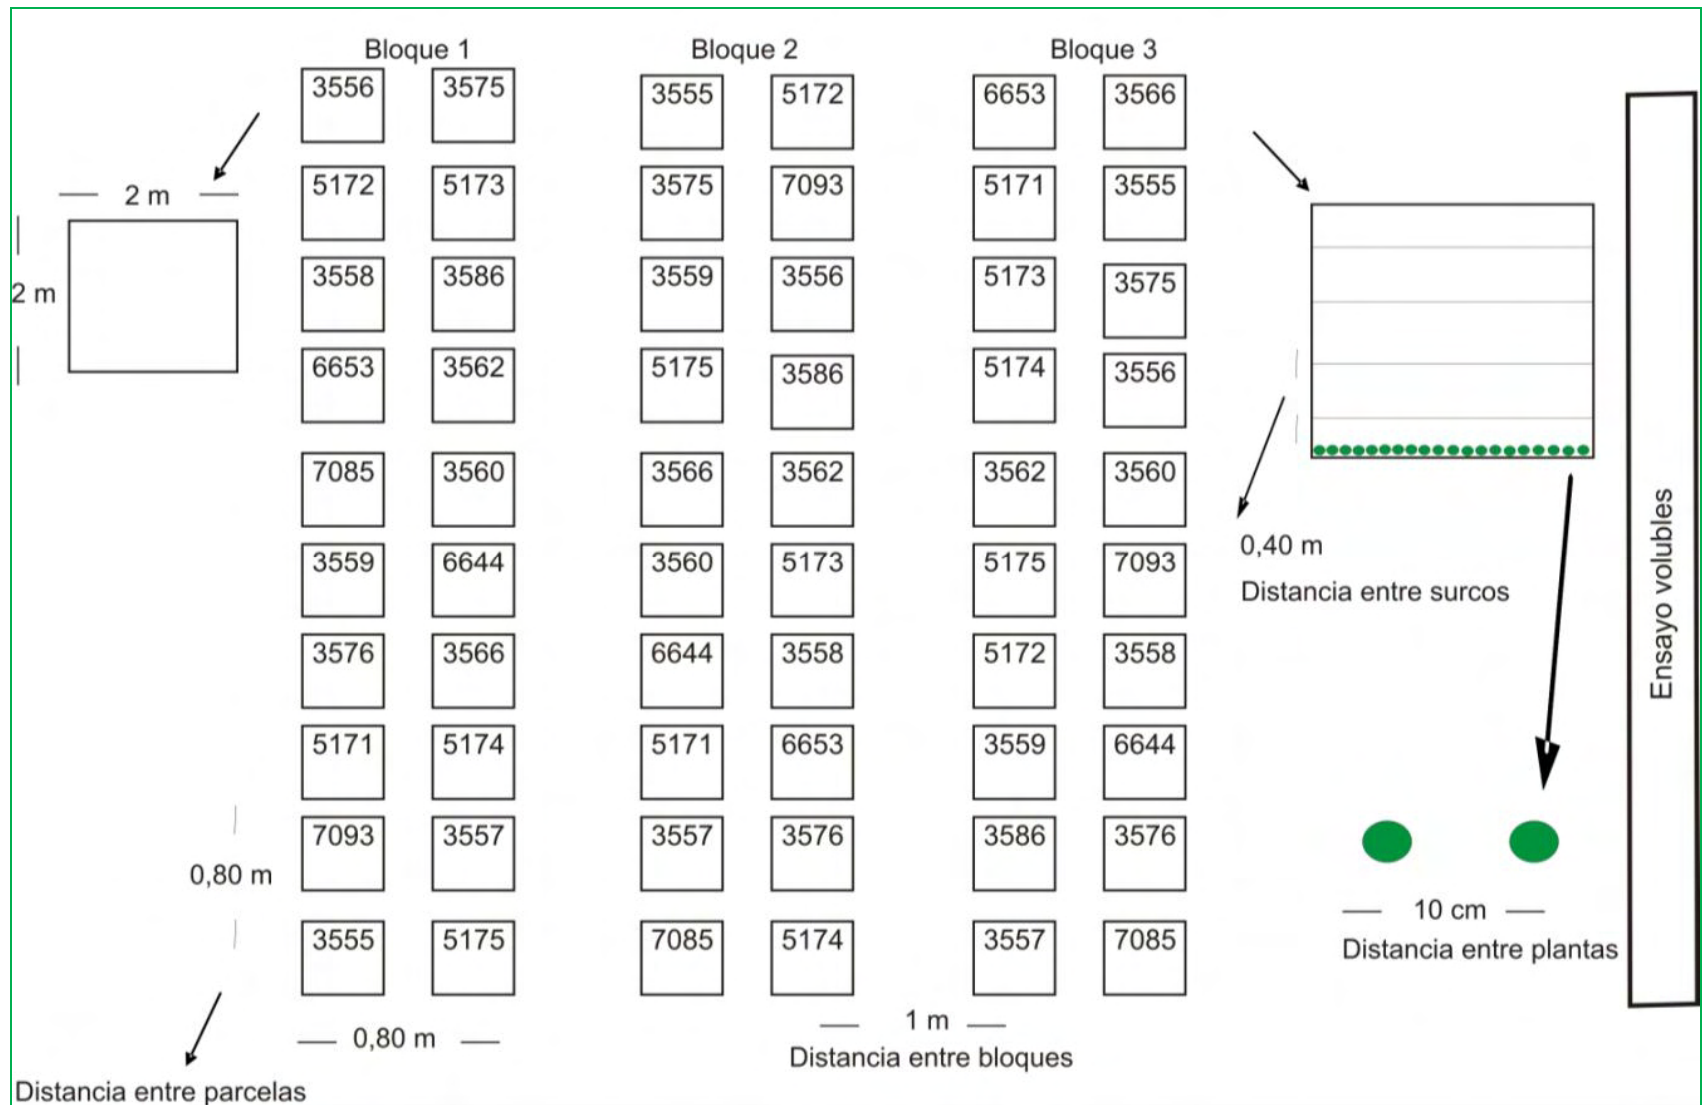 Bloque 1 Bloque 2 Bloque 3
3556 3575 3555 5172 6653 3566
5172 5173 3575 7093 5171 3555
2 m
3558 3586 3559 3556 5173 3575
2 m
6653 3562 5175 3586 5174 3556
7085 3560 3566 3562 3562 3560
3559 6644 3560 5173 5175 7093
0,40 m
Distancia entre surcos
3576 3566 6644 3558 5172 3558
5171 5174 5171 6653 3559 6644
7093 3557 3557 3576 3586 3576
0,80 m
3555 5175 7085 5174 3557 7085
10 cm
Distancia entre plantas
Ensayo volubles
0,80 m
1 m
Distancia entre bloques
Distancia entre parcelas